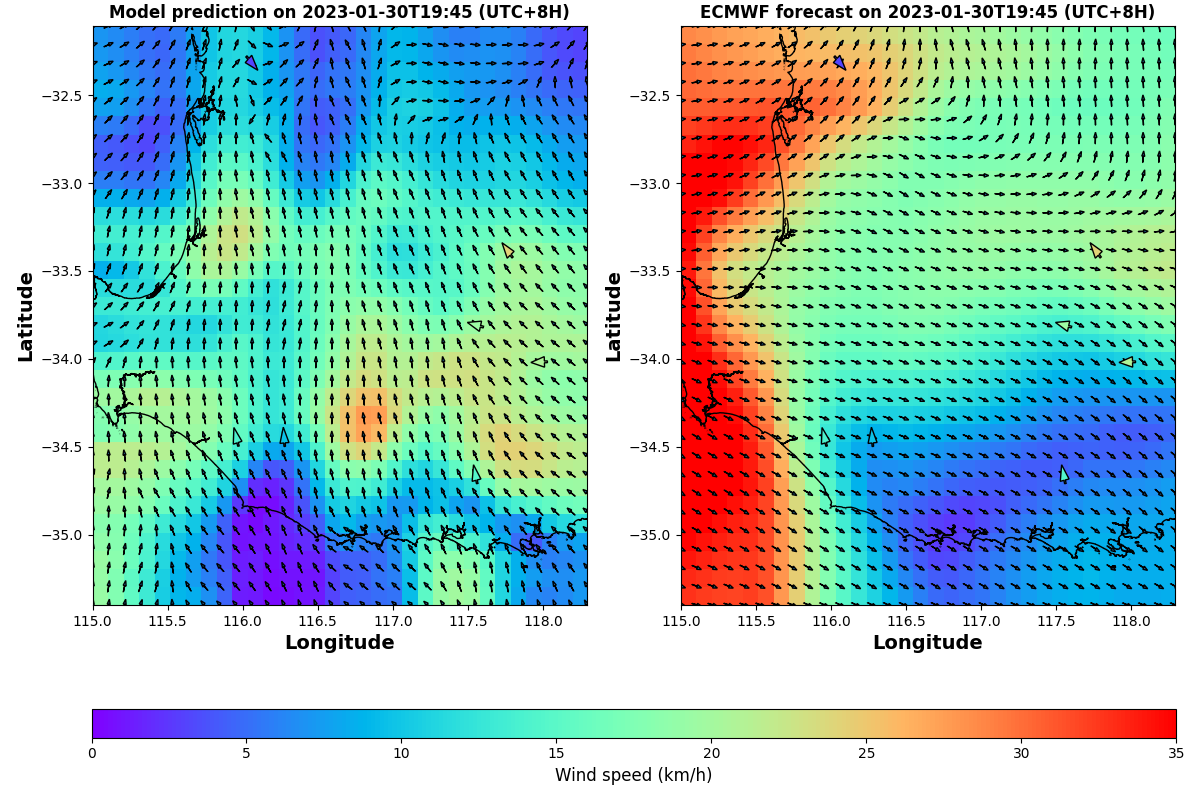 Model prediction on 2023-01-30T19:45 (UTC+8H)
ECMWF forecast on 2023-01-30T19:45 (UTC+8H)
−32.5
−33.0
−33.5
−34.0
−34.5
−35.0
Latitude
115.0 115.5 116.0 116.5 117.0 117.5 118.0
Longitude
−32.5
−33.0
−33.5
−34.0
−34.5
−35.0
Latitude
115.0 115.5 116.0 116.5 117.0 117.5 118.0
Longitude
0 5 10 15 20 25 30 35
Wind speed (km/h)